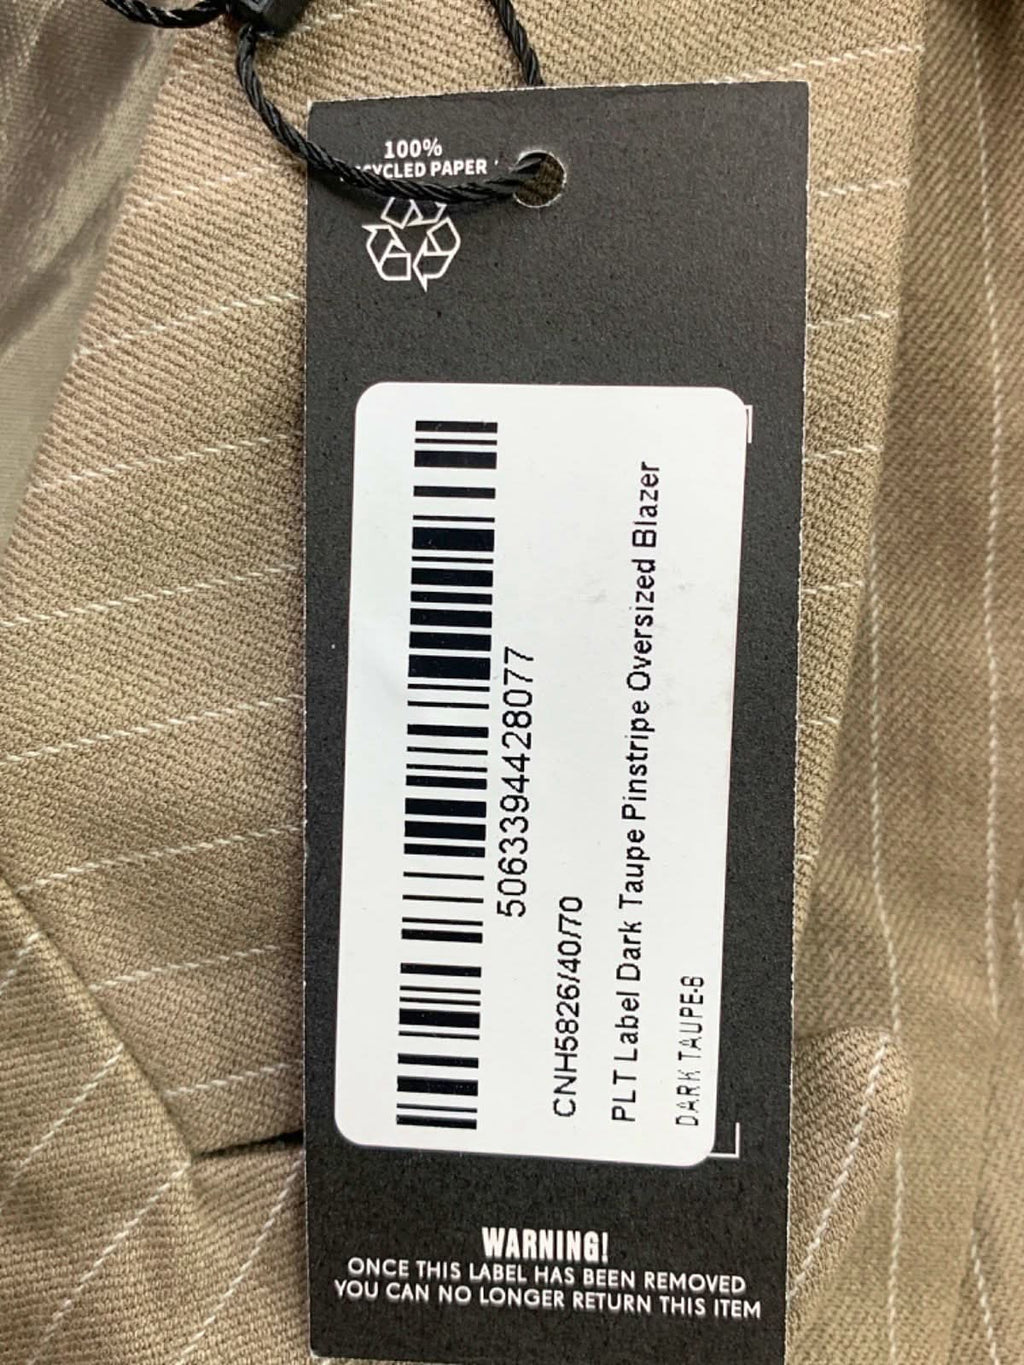 100%
CYCLED PAPER
5063394428077
CNH5826/40/70
PLT Label Dark Taupe Pinstripe Oversized Blazer
DARK TAUPE-8
WARNING!
ONCE THIS LABEL HAS BEEN REMOVED
YOU CAN NO LONGER RETURN THIS ITEM